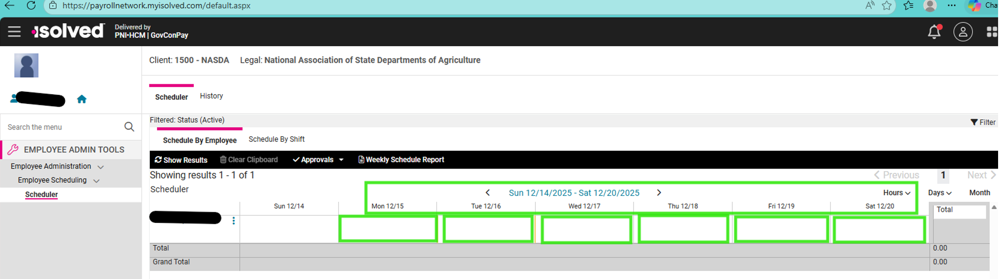 https://payrollnetwork.myisolved.com/default.aspx
Cha
isolved
Delivered by
PNI•HCM | GovConPay
Client: 1500 - NASDA Legal: National Association of State Departments of Agriculture
Scheduler History
Search the menu
Filtered: Status (Active)
Filter
Schedule By Employee Schedule By Shift
EMPLOYEE ADMIN TOOLS
Show Results Clear Clipboard Approvals Weekly Schedule Report
Employee Administration
Showing results 1 - 1 of 1
Previous 1 Next
Employee Scheduling
Scheduler
Sun 12/14/2025 - Sat 12/20/2025
Hours Days Month
Scheduler
Sun 12/14 Mon 12/15 Tue 12/16 Wed 12/17 Thu 12/18 Fri 12/19 Sat 12/20 Total
Total 0.00
Grand Total 0.00